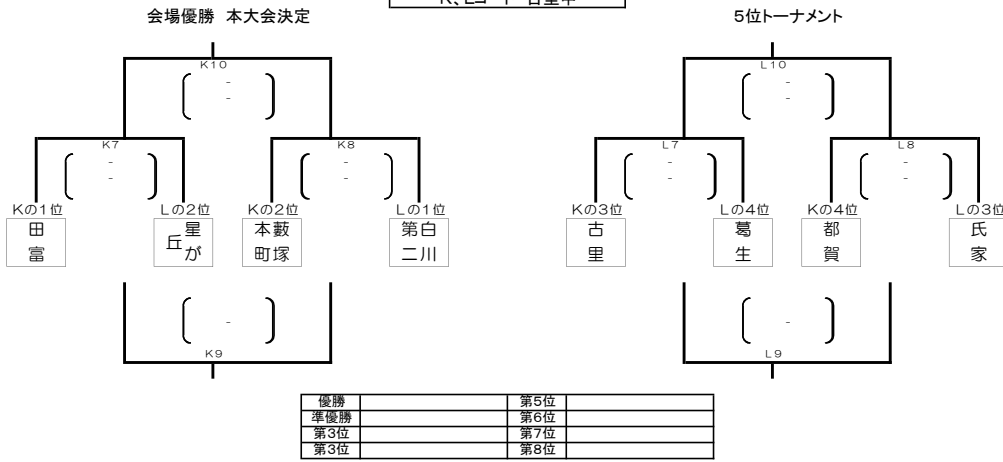 K、Lコート 古里中
会場優勝 本大会決定
5位トーナメント
K10
-
-
L10
-
-
K7
-
-
K8
-
-
L7
-
-
L8
-
-
Kの1位
Lの2位
Kの2位
Lの1位
Kの3位
Lの4位
Kの4位
Lの3位
田富
星が丘
藪塚本町
白川第二
古里
葛生
都賀
氏家
-
K9
-
L9
優勝 第5位
準優勝 第6位
第3位 第7位
第3位 第8位